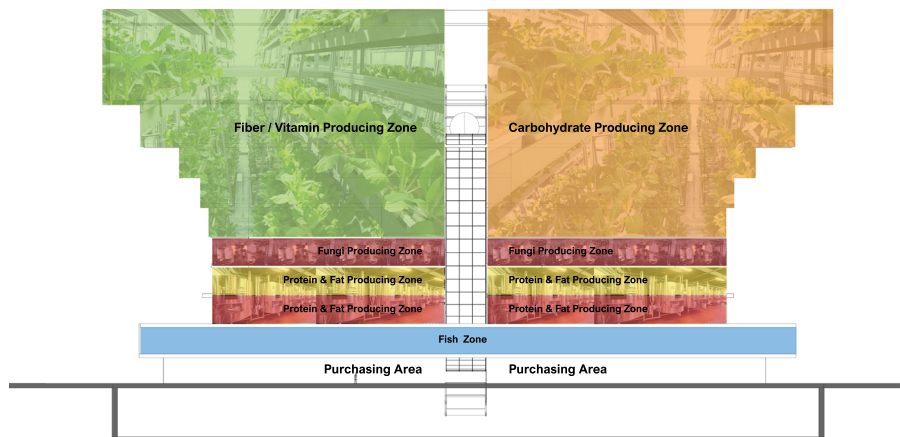 Fiber / Vitamin Producing Zone
Carbohydrate Producing Zone
Fungi Producing Zone
Fungi Producing Zone
Protein & Fat Producing Zone
Protein & Fat Producing Zone
Protein & Fat Producing Zone
Protein & Fat Producing Zone
Fish Zone
Purchasing Area
Purchasing Area